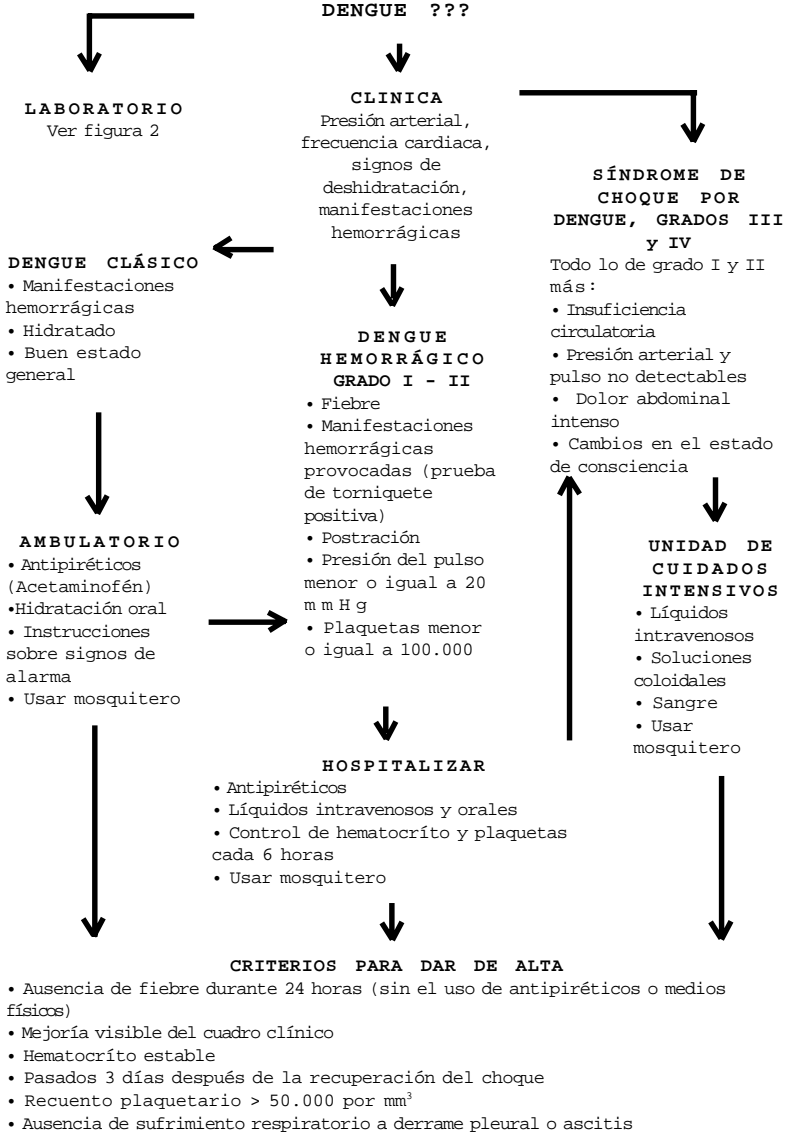 DENGUE ???
LABORATORIO
Ver figura 2
CLINICA
Presión arterial,
frecuencia cardiaca,
signos de
deshidratación,
manifestaciones
hemorrágicas
SÍNDROME DE
CHOQUE POR
DENGUE, GRADOS III
y IV
Todo lo de grado I y II
más:
• Insuficiencia
circulatoria
• Presión arterial y
pulso no detectables
• Dolor abdominal
intenso
• Cambios en el estado
de consciencia
DENGUE CLÁSICO
• Manifestaciones
hemorrágicas
• Hidratado
• Buen estado
general
DENGUE
HEMORRÁGICO
GRADO I - II
• Fiebre
• Manifestaciones
hemorrágicas
provocadas (prueba
de torniquete
positiva)
• Postración
• Presión del pulso
menor o igual a 20
mmHg
• Plaquetas menor
o igual a 100.000
AMBULATORIO
• Antipiréticos
(Acetaminofén)
•Hidratación oral
• Instrucciones
sobre signos de
alarma
• Usar mosquitero
UNIDAD DE
CUIDADOS
INTENSIVOS
• Líquidos
intravenosos
• Soluciones
coloidales
• Sangre
• Usar
mosquitero
HOSPITALIZAR
• Antipiréticos
• Líquidos intravenosos y orales
• Control de hematocríto y plaquetas
cada 6 horas
• Usar mosquitero
CRITERIOS PARA DAR DE ALTA
• Ausencia de fiebre durante 24 horas (sin el uso de antipiréticos o medios
físicos)
• Mejoría visible del cuadro clínico
• Hematocríto estable
• Pasados 3 días después de la recuperación del choque
• Recuento plaquetario > 50.000 por mm³
• Ausencia de sufrimiento respiratorio a derrame pleural o ascitis